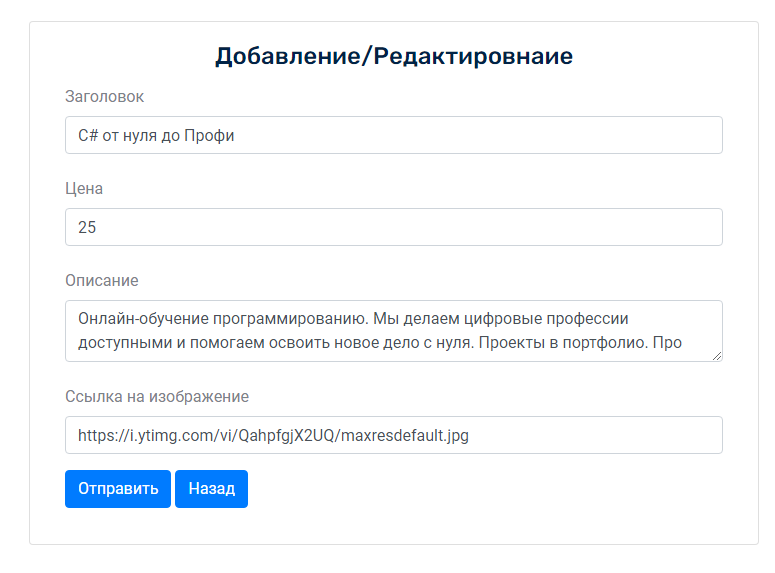 Добавление/Редактировнаие
Заголовок
C# от нуля до Профи
Цена
25
Описание
Онлайн-обучение программированию. Мы делаем цифровые профессии
доступными и помогаем освоить новое дело с нуля. Проекты в портфолио. Про
Ссылка на изображение
https://i.ytimg.com/vi/QahpfgjX2UQ/maxresdefault.jpg
Отправить Назад